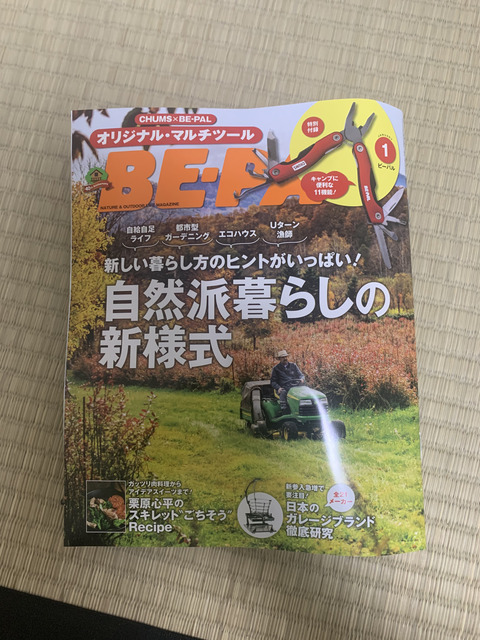 CHUMS×BE-PAL
オリジナル・マルチツール
特別
付録
1
ビーパル
BE-PA
キャンプに
便利な
11機能!
NATURE & OUTDOOR LIFE MAGAZINE
自給自足
ライフ
都市型
ガーデニング
エコハウス
Uターン
漁師
新しい暮らし方のヒントがいっぱい!
自然派暮らしの
新様式
ガッツリ肉料理から
アイデアスイーツまで!
栗原心平の
スキレット“ごちそう”
Recipe
新参入急増で
要注目!
日本の
ガレージブランド
徹底研究
メーカー